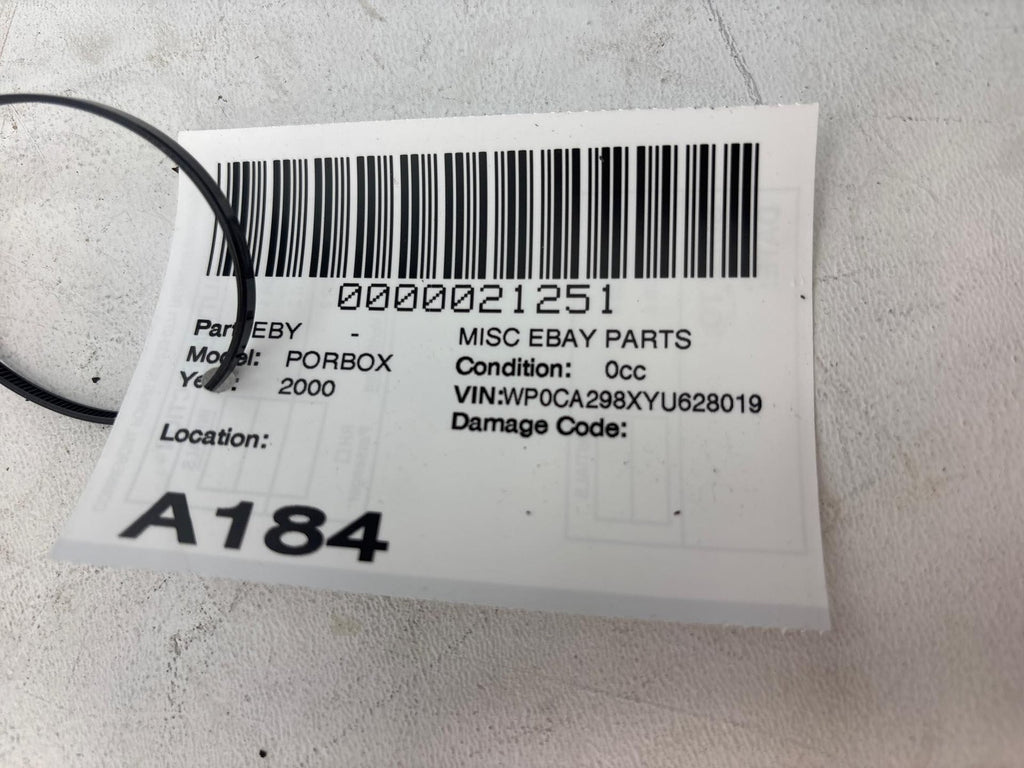 0000021251
Part: EBY - MISC EBAY PARTS
Model: PORBOX Condition: 0cc
2000 VIN:WP0CA298XYU628019
Location: Damage Code:
A184